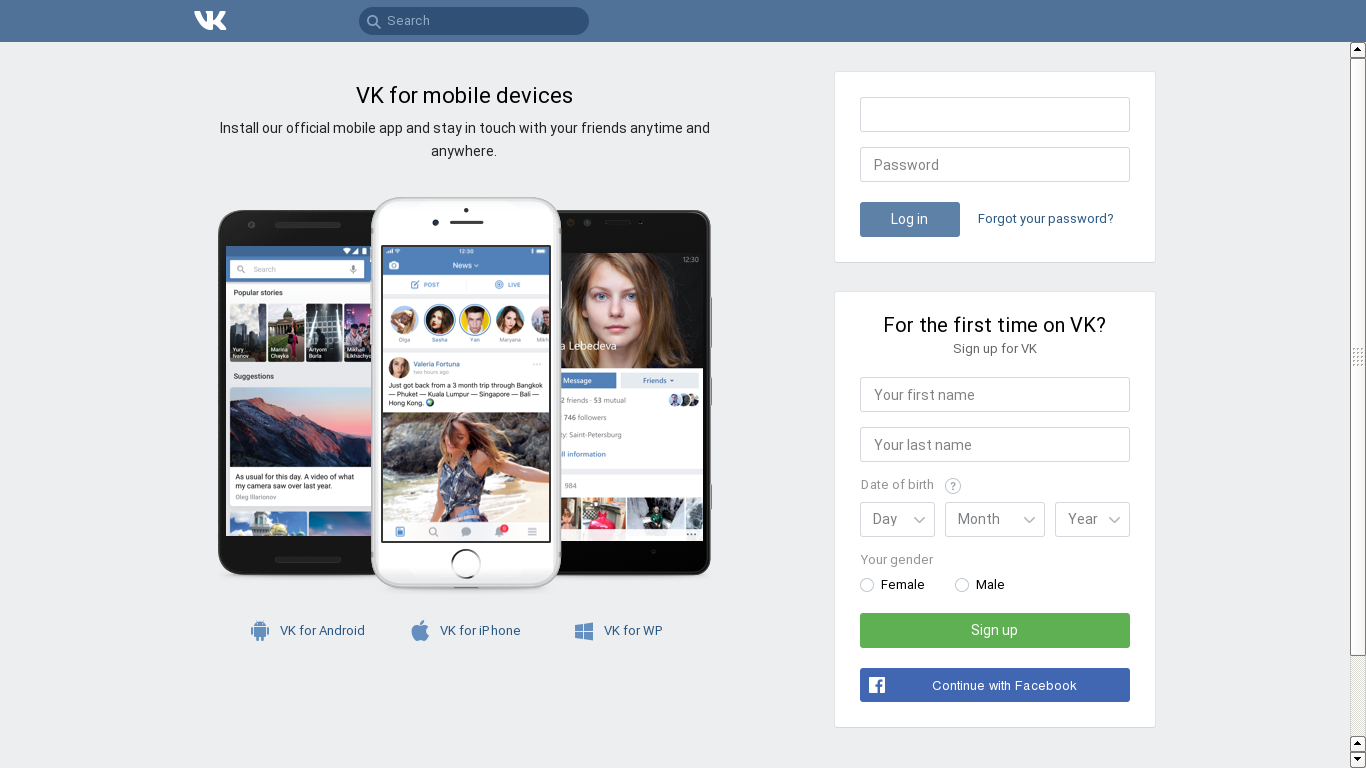 VK
Search
VK for mobile devices
Install our official mobile app and stay in touch with your friends anytime and
anywhere.
Search
Popular stories
Yury
Ivanov
Marina
Chayka
Artyom
Borla
Mikhail
Likhachyo
Suggestions
As usual for this day. A video of what
my camera saw over last year.
Oleg Illarionov
12:30
News
POST
LIVE
Olga
Sasha
Yan
Maryana
Mikh
Valeria Fortuna
two hours ago
Just got back from a 3 month trip through Bangkok
— Phuket — Kuala Lumpur — Singapore — Bali —
Hong Kong.
12:30
a Lebedeva
Message
Friends
2 friends · 53 mutual
746 followers
ty: Saint-Petersburg
ll information
984
VK for Android
VK for iPhone
VK for WP
Password
Log in
Forgot your password?
For the first time on VK?
Sign up for VK
Your first name
Your last name
Date of birth ?
Day
Month
Year
Your gender
Female
Male
Sign up
Continue with Facebook